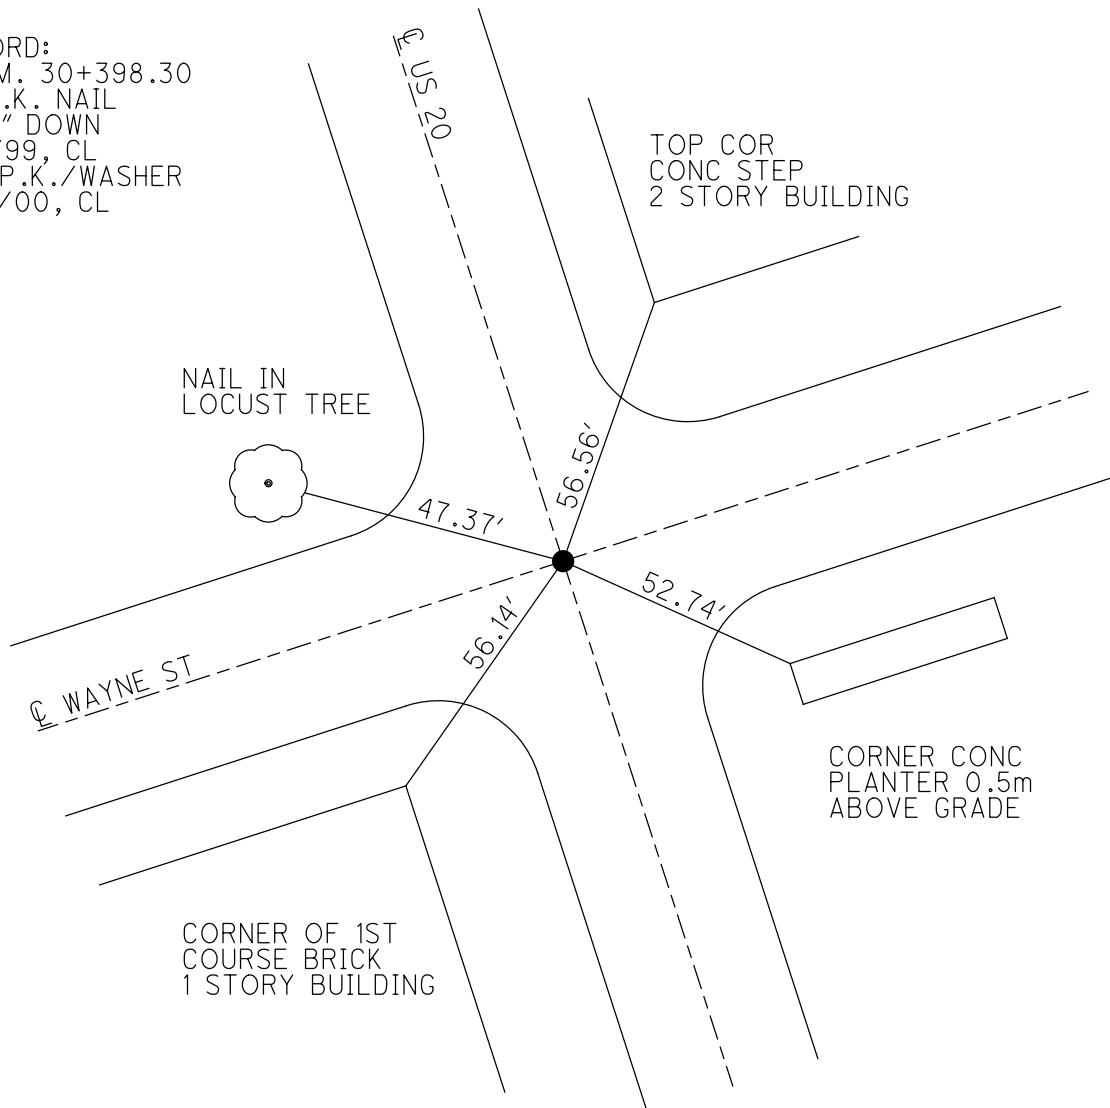 30+398.30
NAIL
DOWN
CL
P.K./WASHER
CL
℄ US 20
TOP COR
CONC STEP
2 STORY BUILDING
NAIL IN
LOCUST TREE
47.37'
56.56'
52.74'
56.14'
℄ WAYNE ST
CORNER CONC
PLANTER 0.5m
ABOVE GRADE
CORNER OF 1ST
COURSE BRICK
1 STORY BUILDING